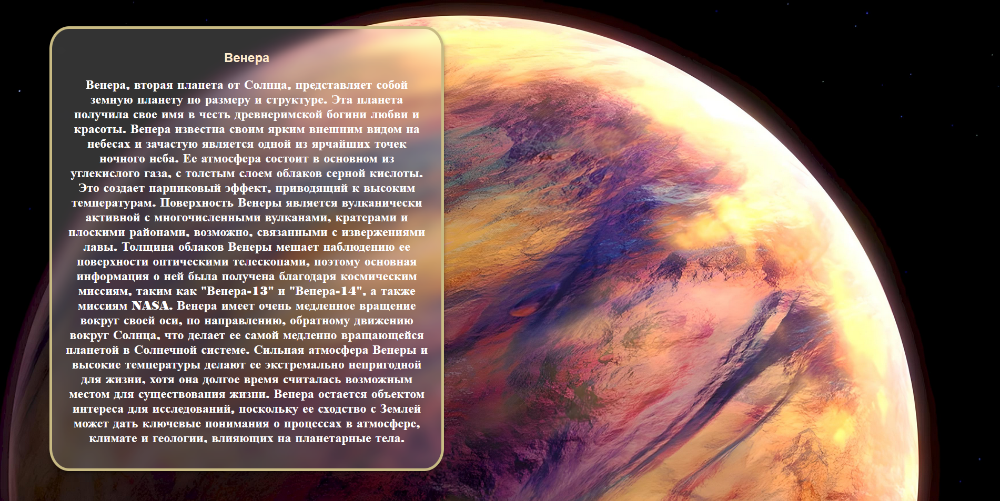 Венера
Венера, вторая планета от Солнца, представляет собой
земную планету по размеру и структуре. Эта планета
получила свое имя в честь древнеримской богини любви и
красоты. Венера известна своим ярким внешним видом на
небесах и зачастую является одной из ярчайших точек
ночного неба. Ее атмосфера состоит в основном из
углекислого газа, с толстым слоем облаков серной кислоты.
Это создает парниковый эффект, приводящий к высоким
температурам. Поверхность Венеры является вулканически
активной с многочисленными вулканами, кратерами и
плоскими районами, возможно, связанными с извержениями
лавы. Толщина облаков Венеры мешает наблюдению ее
поверхности оптическими телескопами, поэтому основная
информация о ней была получена благодаря космическим
миссиям, таким как "Венера-13" и "Венера-14", а также
миссиям NASA. Венера имеет очень медленное вращение
вокруг своей оси, по направлению, обратному движению
вокруг Солнца, что делает ее самой медленно вращающейся
планетой в Солнечной системе. Сильная атмосфера Венеры и
высокие температуры делают ее экстремально непригодной
для жизни, хотя она долгое время считалась возможным
местом для существования жизни. Венера остается объектом
интереса для исследований, поскольку ее сходство с Землей
может дать ключевые понимания о процессах в атмосфере,
климате и геологии, влияющих на планетарные тела.